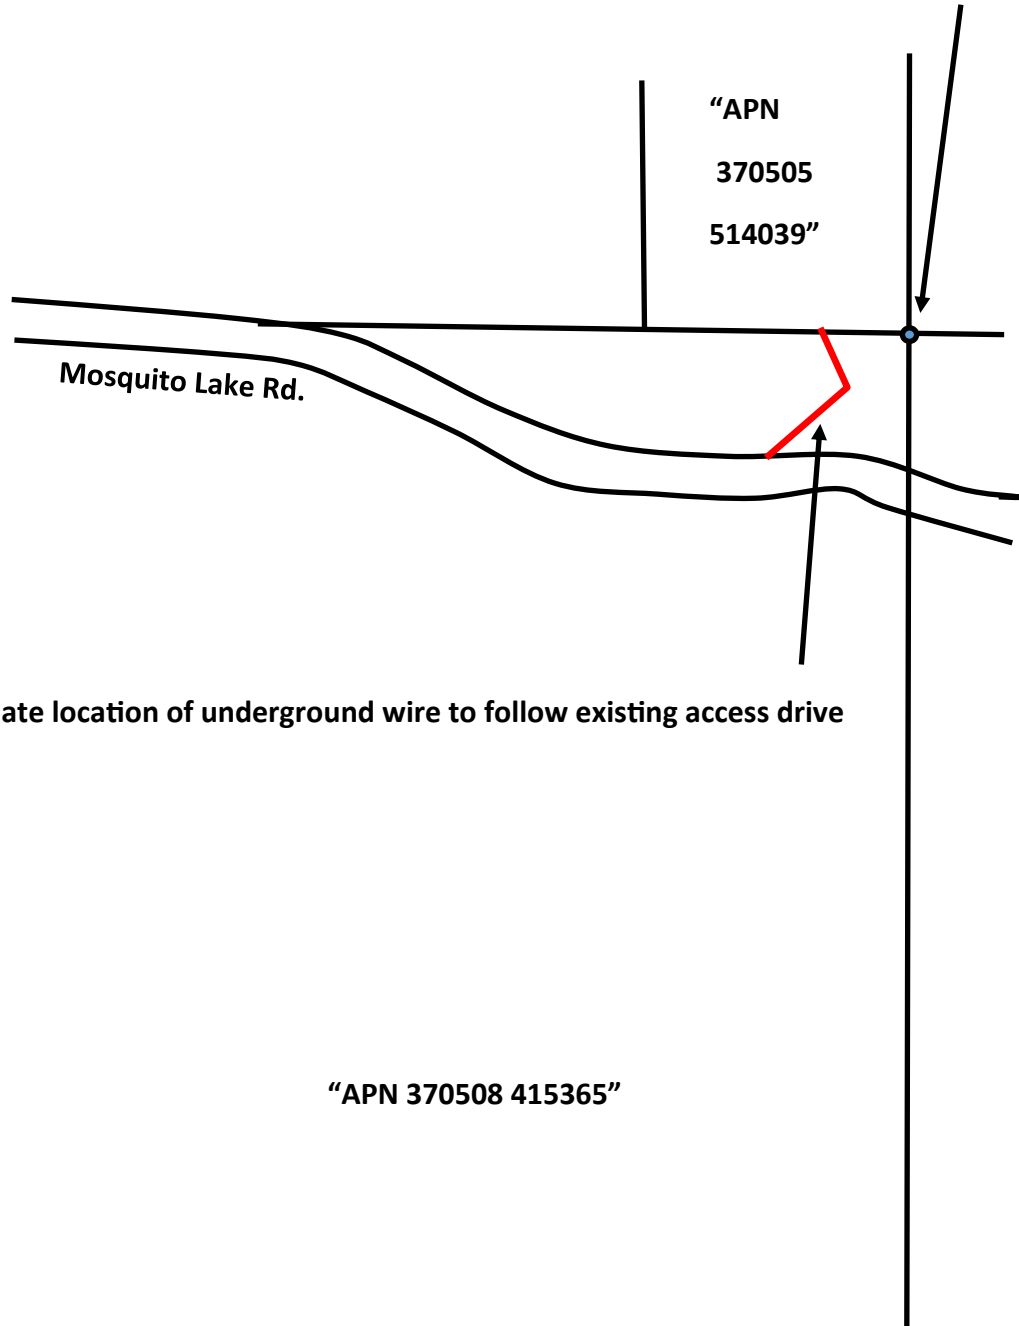 “APN
370505
514039”
Mosquito Lake Rd.
ate location of underground wire to follow existing access drive
“APN 370508 415365”